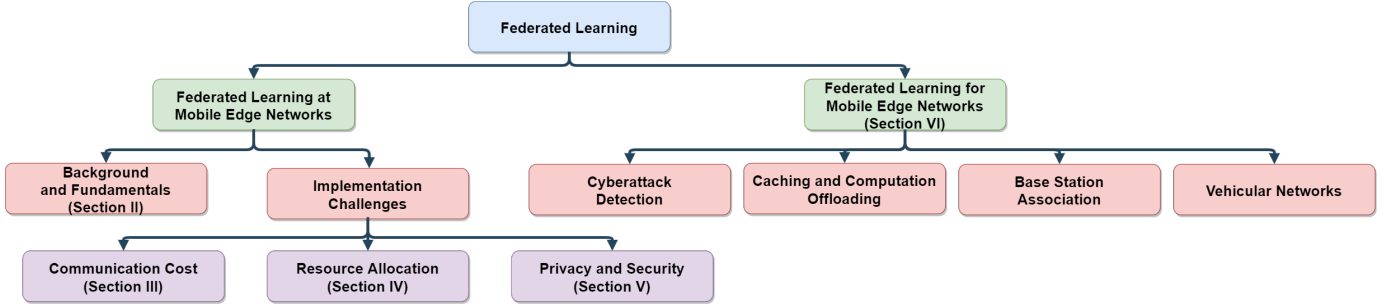 Federated Learning
Federated Learning at
Mobile Edge Networks
Federated Learning for
Mobile Edge Networks
(Section VI)
Background
and Fundamentals
(Section II)
Implementation
Challenges
Cyberattack
Detection
Caching and Computation
Offloading
Base Station
Association
Vehicular Networks
Communication Cost
(Section III)
Resource Allocation
(Section IV)
Privacy and Security
(Section V)